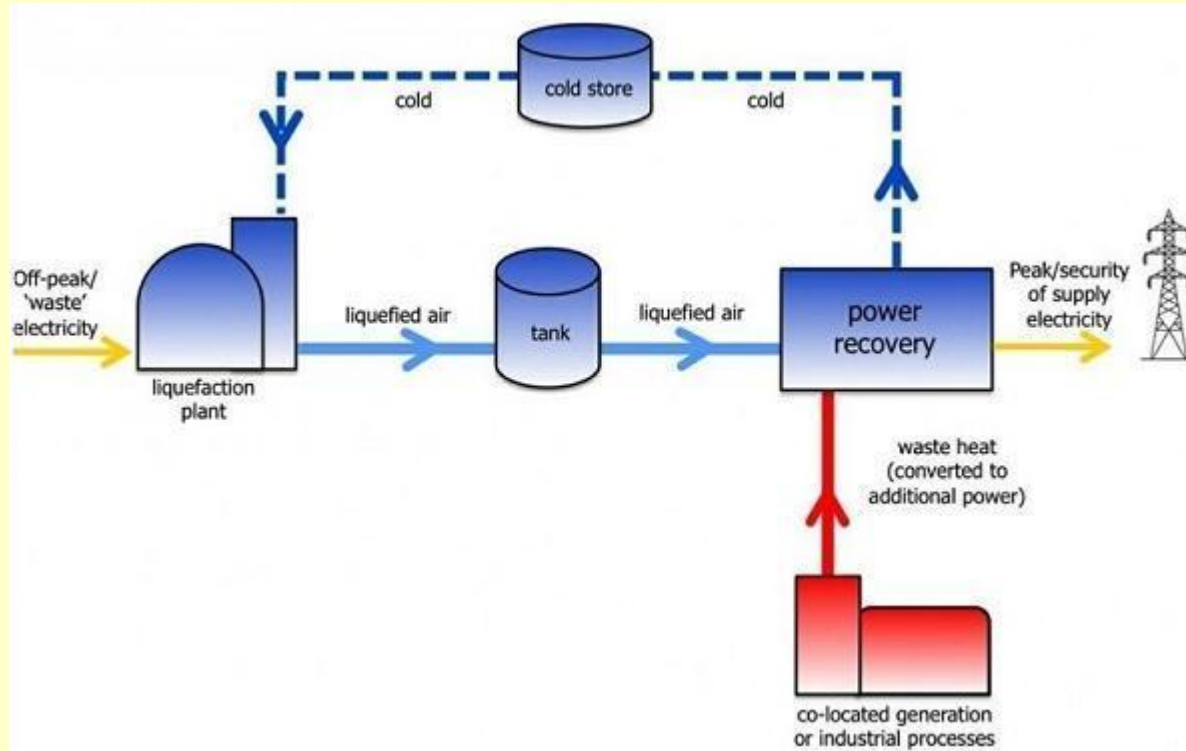 cold store
cold
cold
Off-peak/
‘waste’
electricity
liquefaction
plant
liquefied air
tank
liquefied air
power
recovery
Peak/security
of supply
electricity
waste heat
(converted to
additional power)
co-located generation
or industrial processes